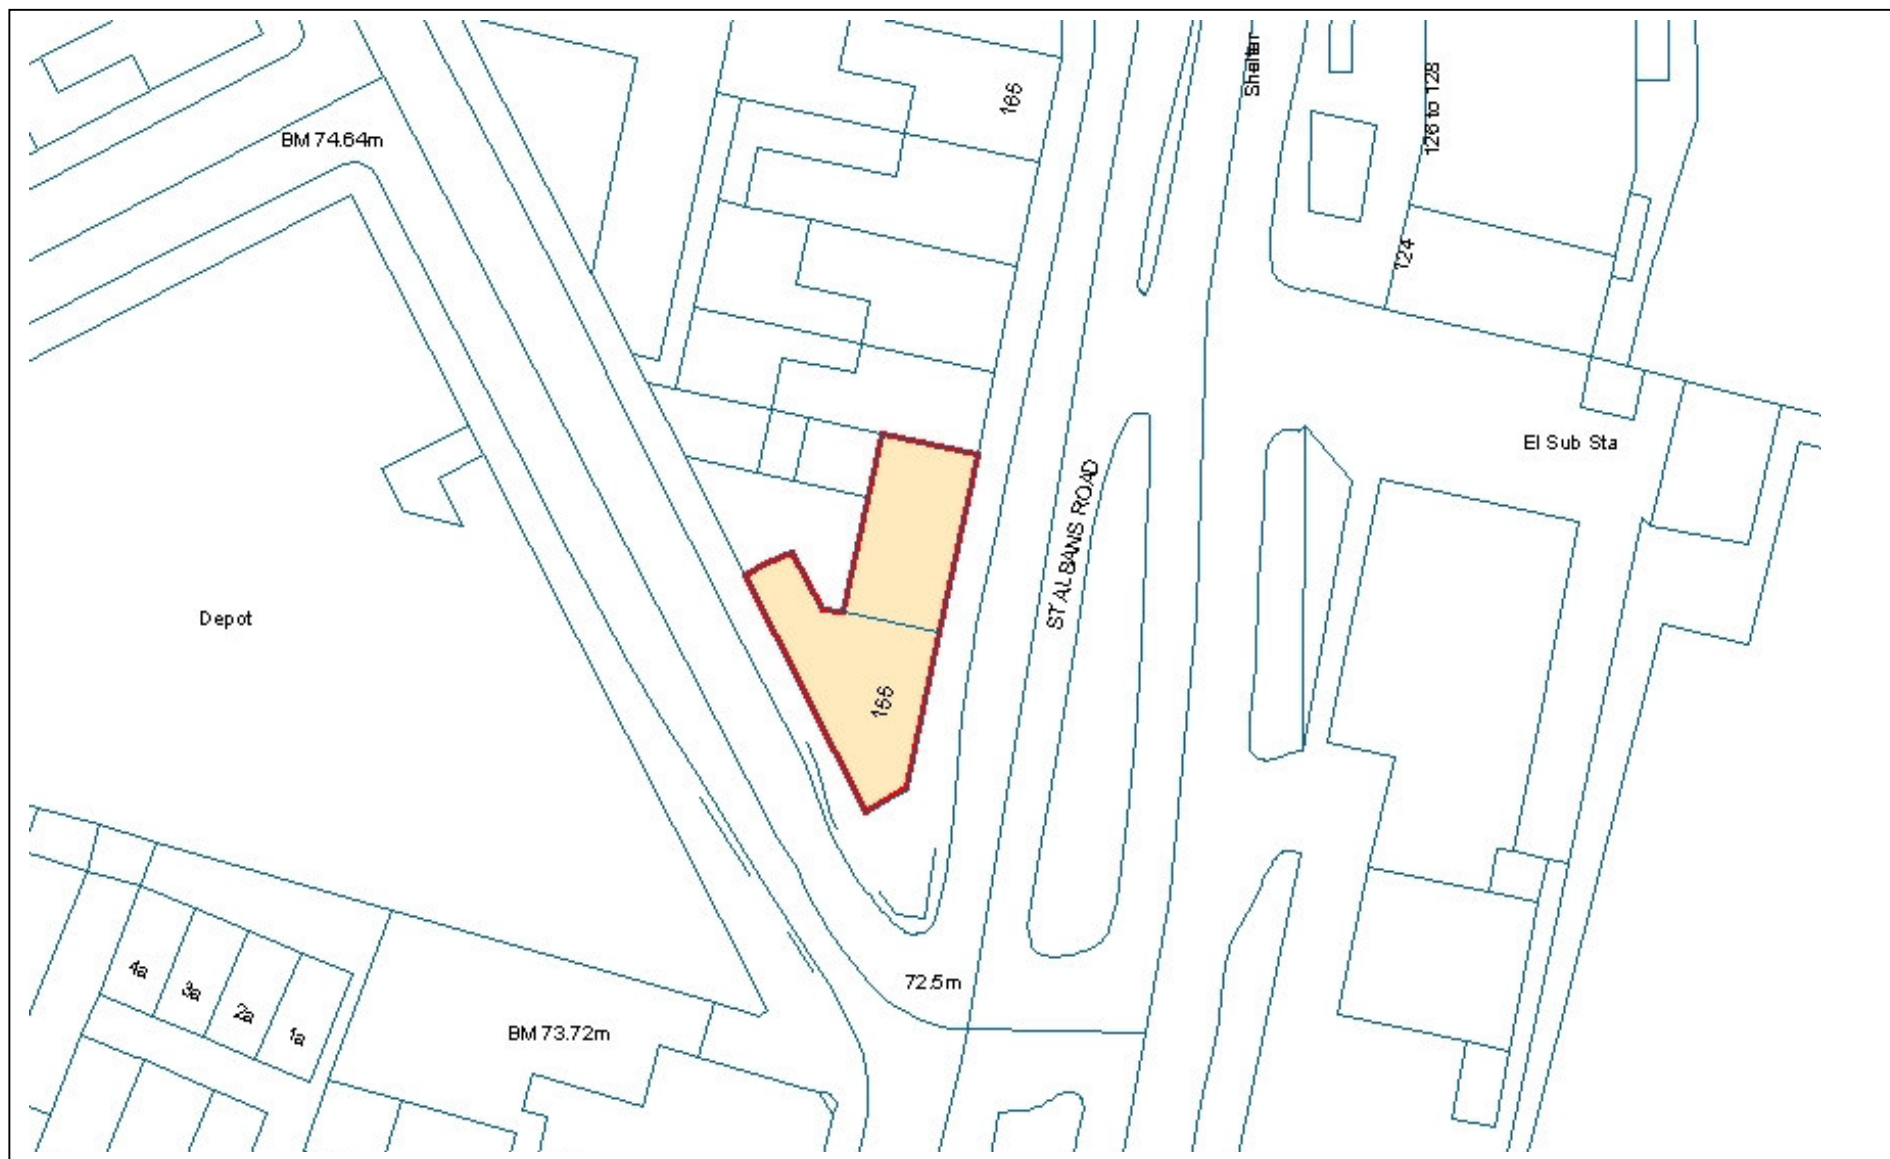 Shelter
166
126 to 128
BM 74.64m
124
El Sub Sta
ST ALBANS ROAD
Depot
155
4a
3a
2a
1a
72.5m
BM 73.72m